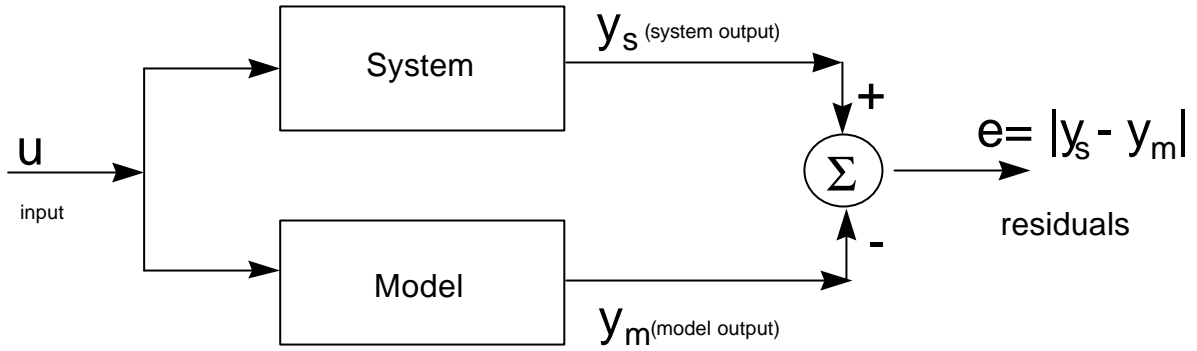 y_s (system output)
System
+
u
input
Σ
e= |y_s - y_m|
residuals
-
Model
y_m (model output)